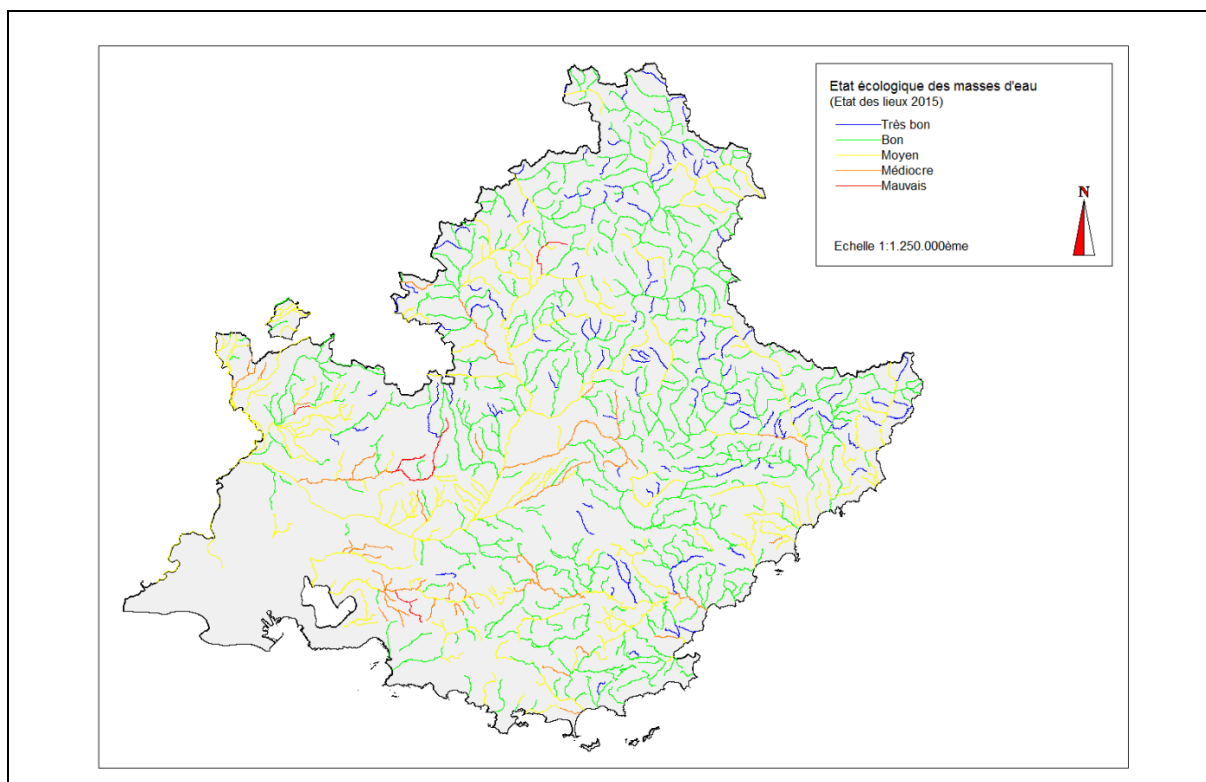 Etat écologique des masses d'eau
(Etat des lieux 2015)
Très bon
Bon
Moyen
Médiocre
Mauvais
N
Echelle 1:1.250.000ème